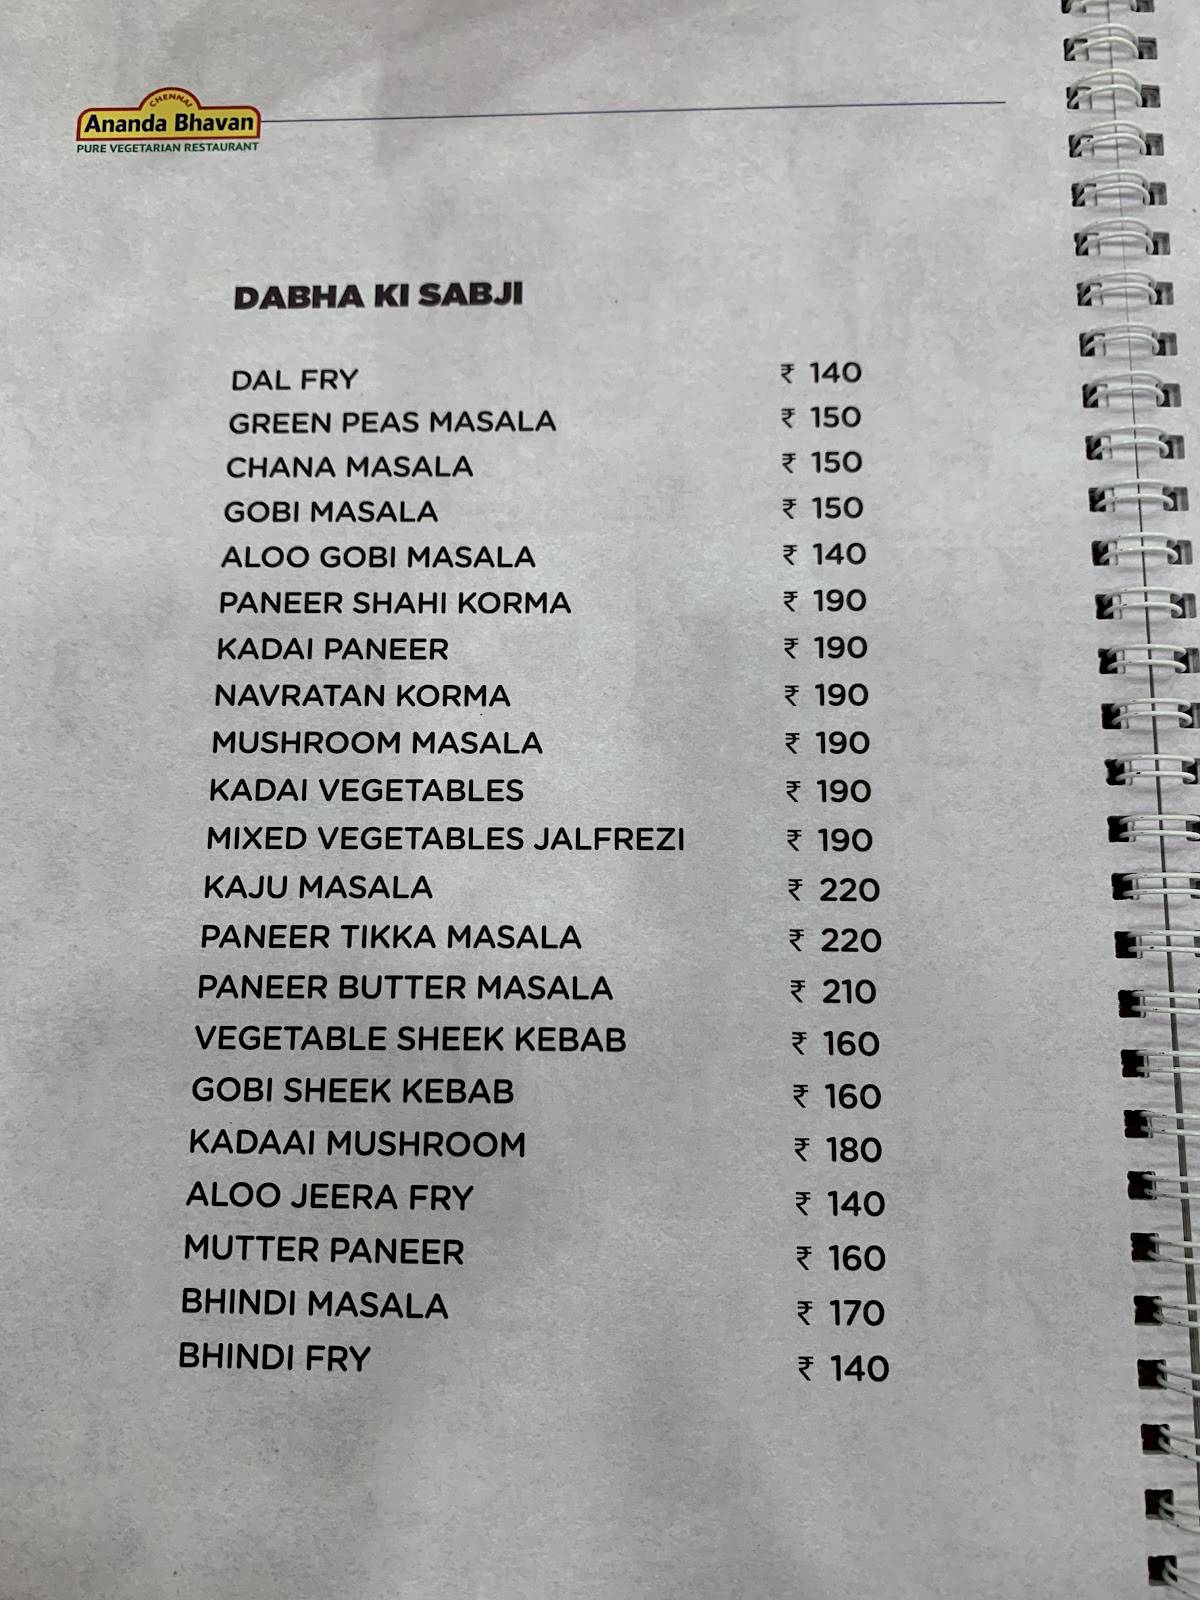 CHENNAI
Ananda Bhavan
PURE VEGETARIAN RESTAURANT
DABHA KI SABJI
DAL FRY ₹ 140
GREEN PEAS MASALA ₹ 150
CHANA MASALA ₹ 150
GOBI MASALA ₹ 150
ALOO GOBI MASALA ₹ 140
PANEER SHAHI KORMA ₹ 190
KADAI PANEER ₹ 190
NAVRATAN KORMA ₹ 190
MUSHROOM MASALA ₹ 190
KADAI VEGETABLES ₹ 190
MIXED VEGETABLES JALFREZI ₹ 190
KAJU MASALA ₹ 220
PANEER TIKKA MASALA ₹ 220
PANEER BUTTER MASALA ₹ 210
VEGETABLE SHEEK KEBAB ₹ 160
GOBI SHEEK KEBAB ₹ 160
KADAAI MUSHROOM ₹ 180
ALOO JEERA FRY ₹ 140
MUTTER PANEER ₹ 160
BHINDI MASALA ₹ 170
BHINDI FRY ₹ 140